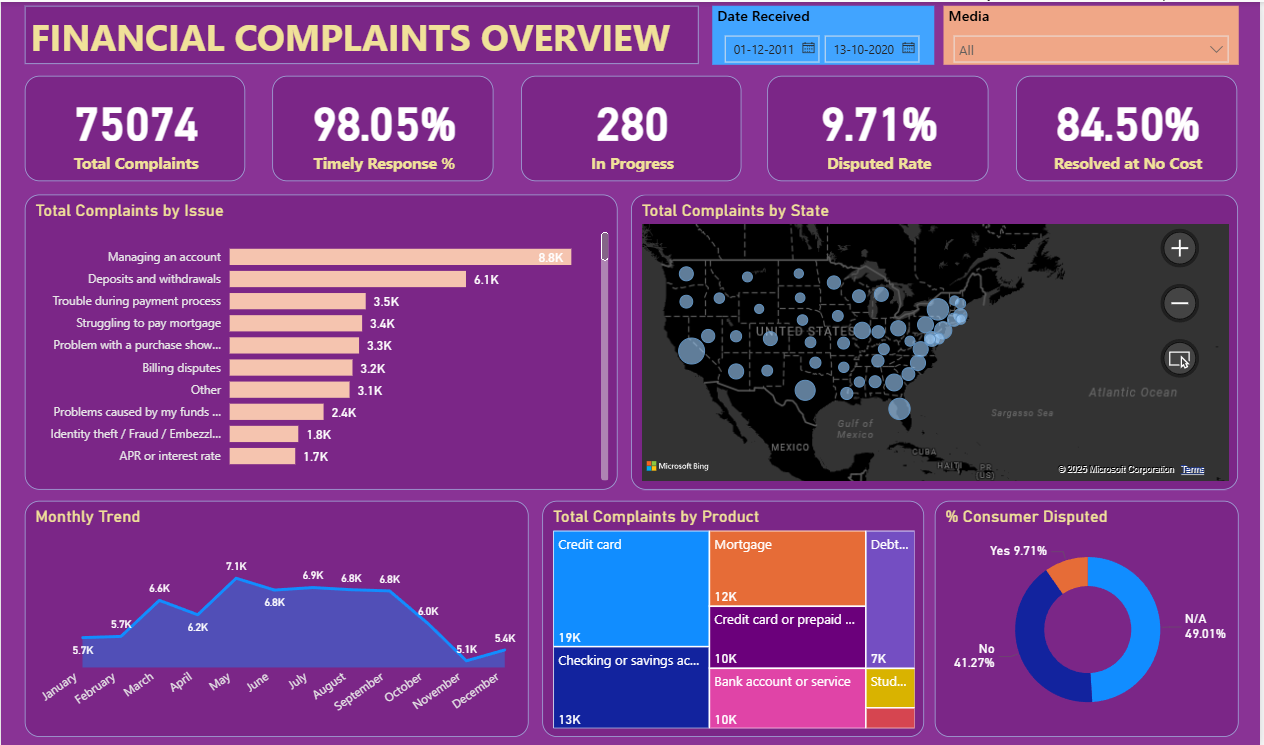 FINANCIAL COMPLAINTS OVERVIEW
Date Received
01-12-2011
13-10-2020
Media
All
75074
Total Complaints
98.05%
Timely Response %
280
In Progress
9.71%
Disputed Rate
84.50%
Resolved at No Cost
Total Complaints by Issue
Managing an account 8.8K
Deposits and withdrawals 6.1K
Trouble during payment process 3.5K
Struggling to pay mortgage 3.4K
Problem with a purchase show... 3.3K
Billing disputes 3.2K
Other 3.1K
Problems caused by my funds ... 2.4K
Identity theft / Fraud / Embezzl... 1.8K
APR or interest rate 1.7K
Total Complaints by State
UNITED STATES
Atlantic Ocean
Sargasso Sea
Gulf of
Mexico
MEXICO
CUBA
HAITI
PR
(US)
Microsoft Bing
© 2025 Microsoft Corporation Terms
Monthly Trend
5.7K
5.7K
6.6K
6.2K
7.1K
6.8K
6.9K
6.8K
6.8K
6.0K
5.1K
5.4K
January
February
March
April
May
June
July
August
September
October
November
December
Total Complaints by Product
Credit card
19K
Checking or savings ac...
13K
Mortgage
12K
Credit card or prepaid ...
10K
Bank account or service
10K
Debt...
7K
Stud...
% Consumer Disputed
Yes 9.71%
N/A
49.01%
No
41.27%